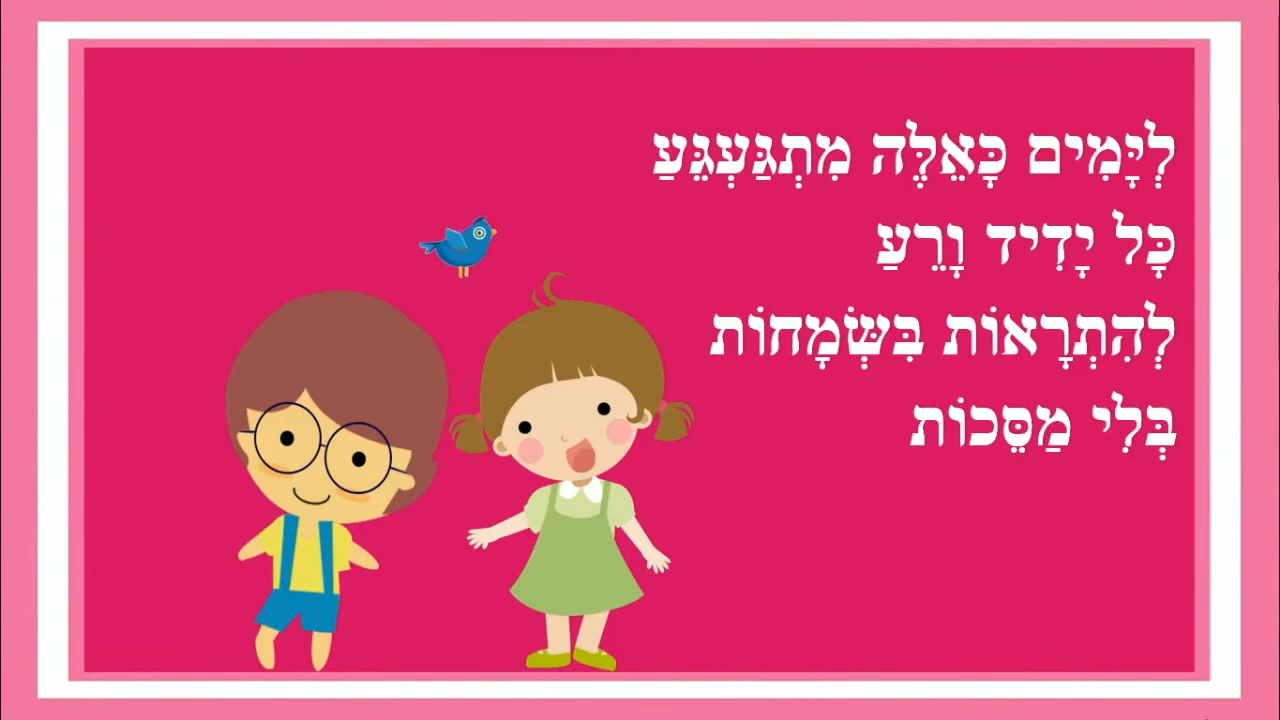 לְיָּמִים כָּאֵלֶּה מִתְגַּעְגֵּעַ
כָּל יָדִיד וָרֵעַ
לְהִתְרָאוֹת בִּשְּׂמָחוֹת
בְּלִי מַסֵּכוֹת